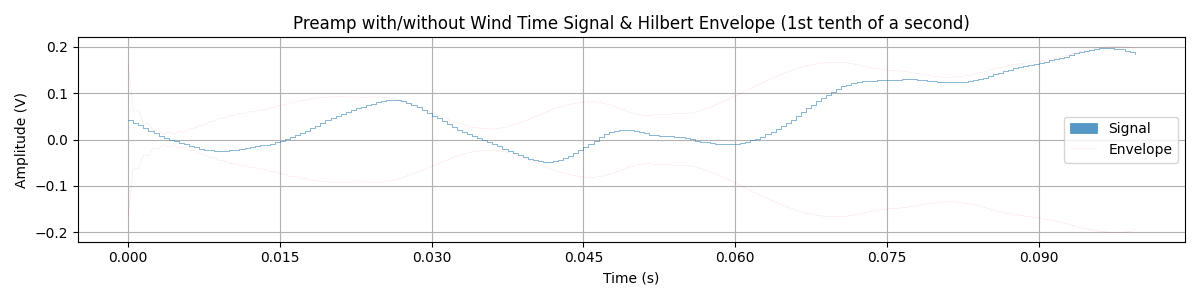 Preamp with/without Wind Time Signal & Hilbert Envelope (1st tenth of a second)
Amplitude (V)
0.2
0.1
0.0
−0.1
−0.2
Signal
Envelope
0.000 0.015 0.030 0.045 0.060 0.075 0.090
Time (s)